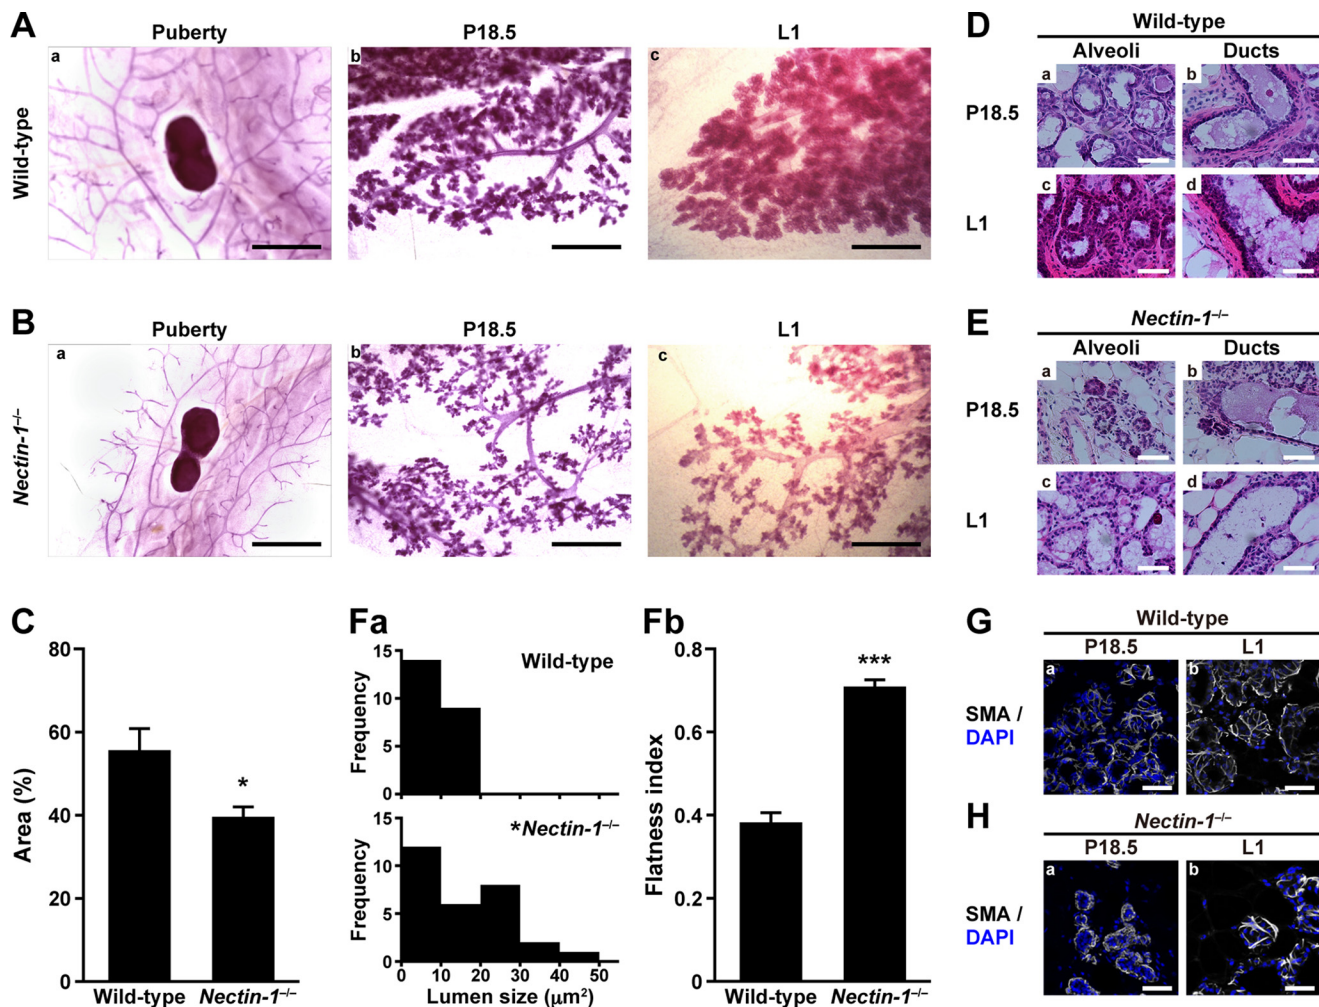 A
Puberty
P18.5
L1
Wild-type
a
b
c
B
Puberty
P18.5
L1
Nectin-1–/–
a
b
c
C
Area (%)
80
60
40
20
0
*
Wild-type
Nectin-1–/–
Fa
Frequency
15
10
5
0
Wild-type
Frequency
15
10
5
0
*Nectin-1–/–
0
10
20
30
40
50
Lumen size (μm²)
Fb
Flatness index
0.8
0.6
0.4
0.2
0
***
Wild-type
Nectin-1–/–
D
Wild-type
Alveoli
Ducts
P18.5
a
b
L1
c
d
E
Nectin-1–/–
Alveoli
Ducts
P18.5
a
b
L1
c
d
G
Wild-type
P18.5
L1
SMA /
DAPI
a
b
H
Nectin-1–/–
P18.5
L1
SMA /
DAPI
a
b